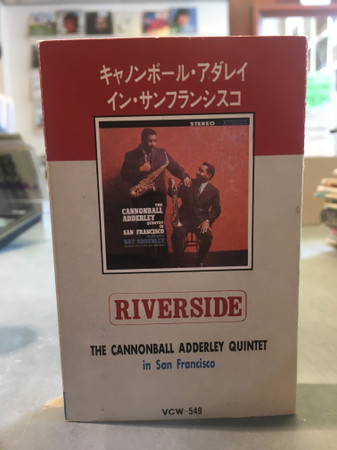 キャノンボール・アダレイ
イン・サンフランシスコ
STEREO
THE
CANNONBALL
ADDERLEY
QUINTET
IN
SAN FRANCISCO
NAT ADDERLEY
RIVERSIDE
THE CANNONBALL ADDERLEY QUINTET
in San Francisco
VCW-549